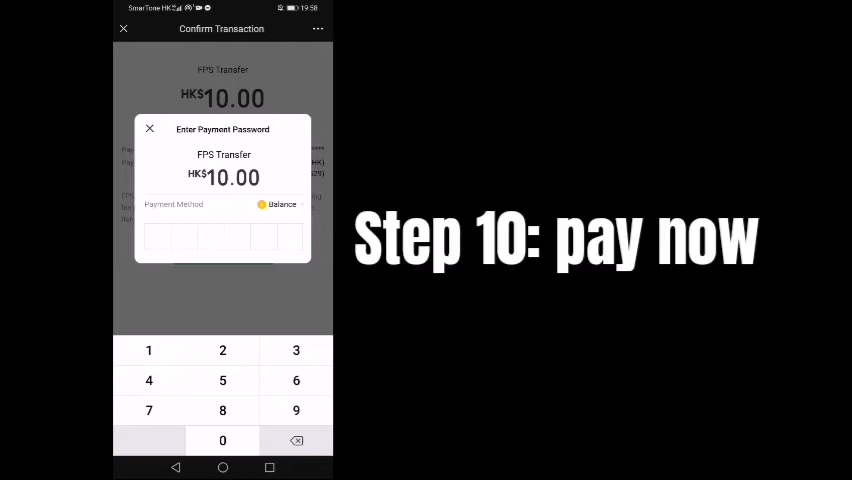 SmarTone HK
19:58
Confirm Transaction
FPS Transfer
HK$10.00
Enter Payment Password
FPS Transfer
HK$10.00
Payment Method
Balance
Step 10: pay now
1 2 3
4 5 6
7 8 9
0